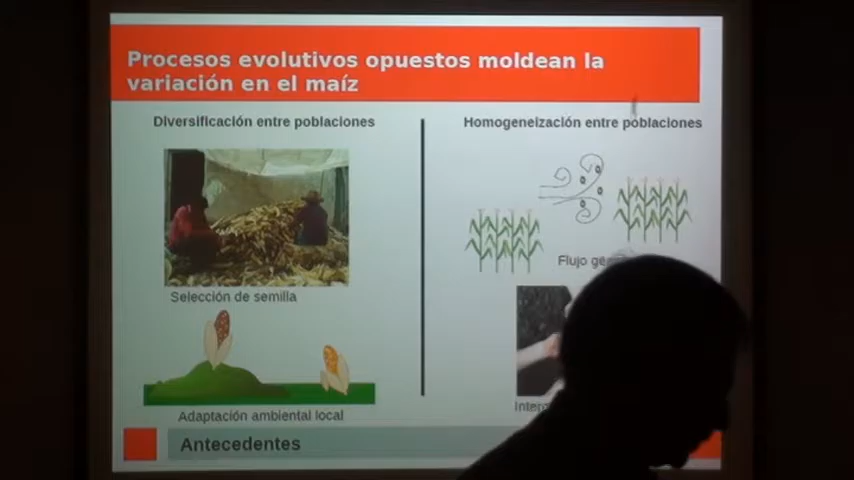 Procesos evolutivos opuestos moldean la
variación en el maíz
Diversificación entre poblaciones
Homogeneización entre poblaciones
Selección de semilla
Flujo
Adaptación ambiental local
Antecedentes